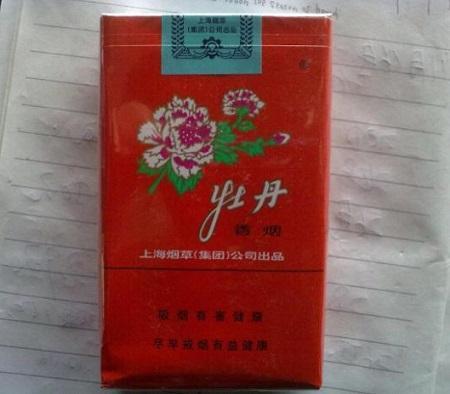 上海烟草
(集团)公司出品
牡丹
香烟
上海烟草(集团)公司出品
吸烟有害健康
尽早戒烟有益健康